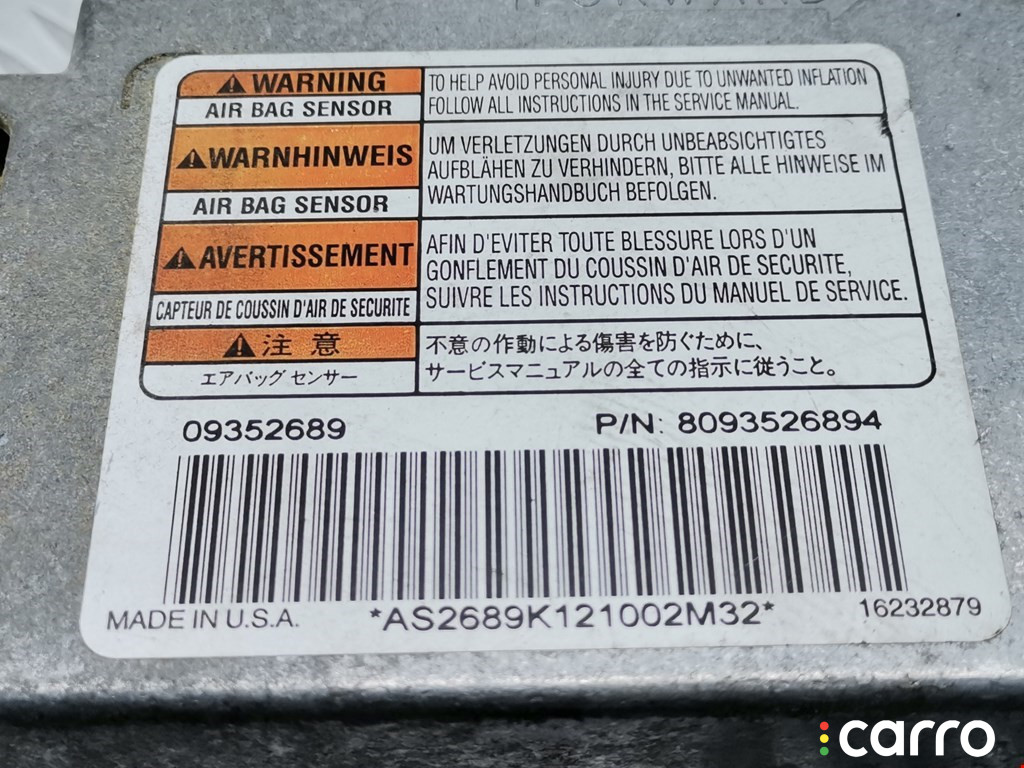 WARNING
AIR BAG SENSOR
TO HELP AVOID PERSONAL INJURY DUE TO UNWANTED INFLATION
FOLLOW ALL INSTRUCTIONS IN THE SERVICE MANUAL.
WARNHINWEIS
AIR BAG SENSOR
UM VERLETZUNGEN DURCH UNBEABSICHTIGTES
AUFBLÄHEN ZU VERHINDERN, BITTE ALLE HINWEISE IM
WARTUNGSHANDBUCH BEFOLGEN.
AVERTISSEMENT
CAPTEUR DE COUSSIN D'AIR DE SECURITE
AFIN D'EVITER TOUTE BLESSURE LORS D'UN
GONFLEMENT DU COUSSIN D'AIR DE SECURITE,
SUIVRE LES INSTRUCTIONS DU MANUEL DE SERVICE.
注意
エアバッグ センサー
不意の作動による傷害を防ぐために、
サービスマニュアルの全ての指示に従うこと。
09352689 P/N: 8093526894
MADE IN U.S.A. *AS2689K121002M32* 16232879
carro